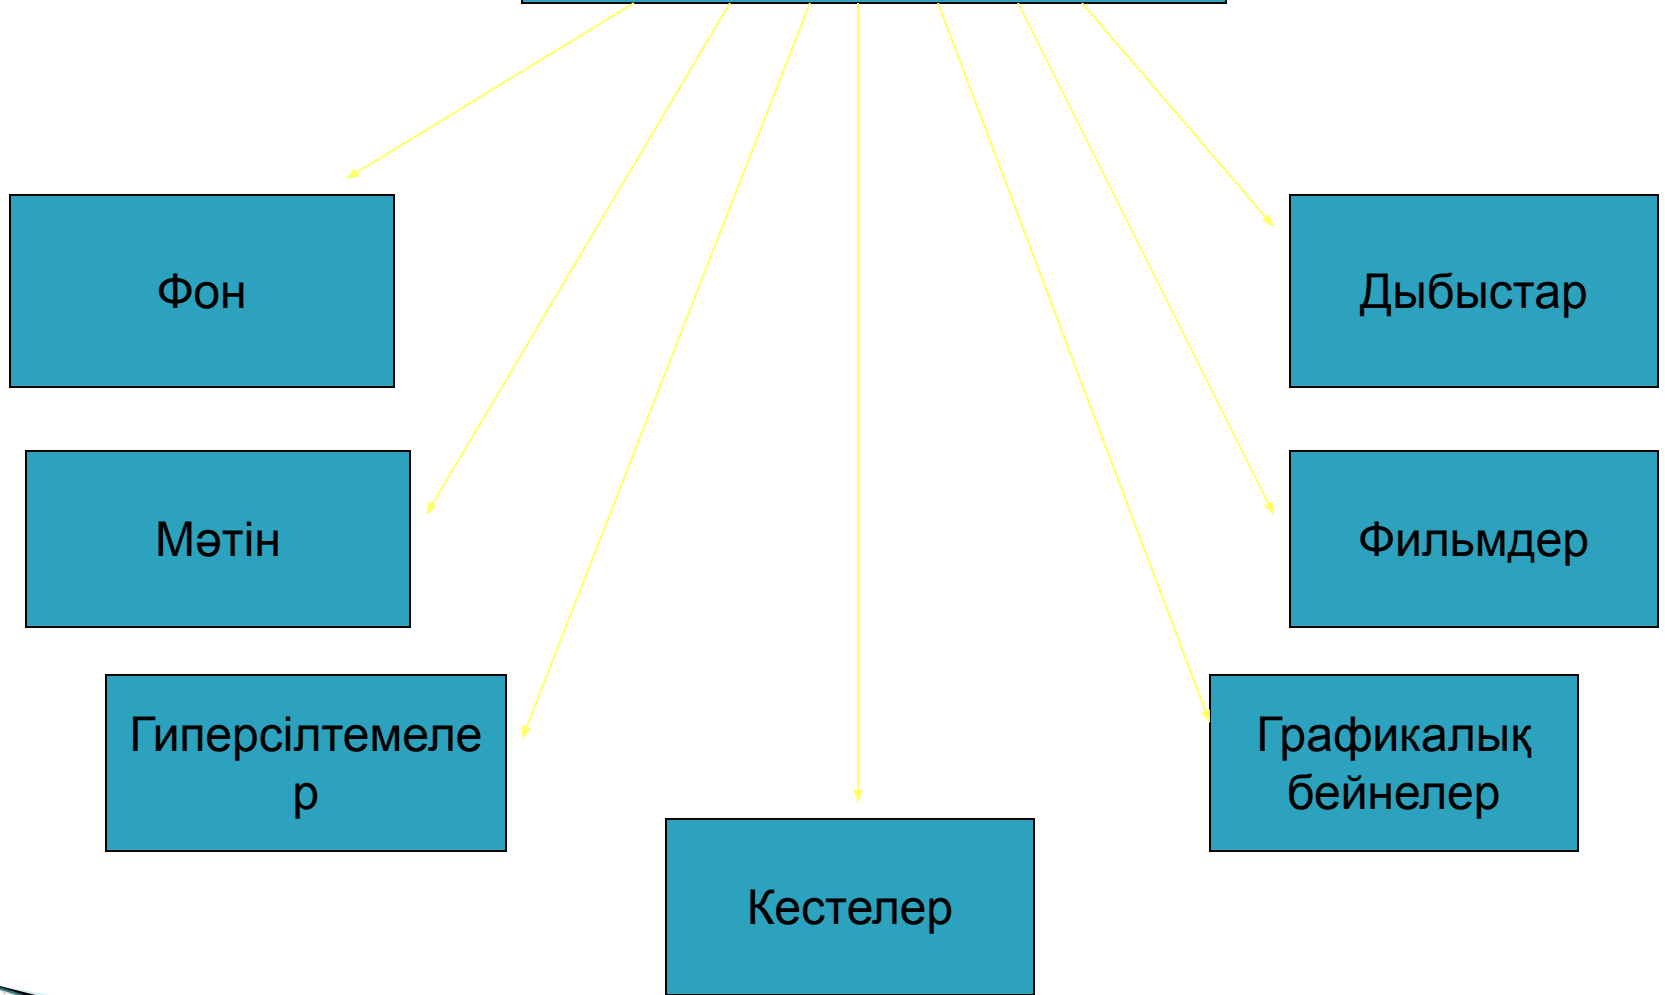 Фон
Дыбыстар
Мәтін
Фильмдер
Гиперсілтемеле
р
Графикалық
бейнелер
Кестелер